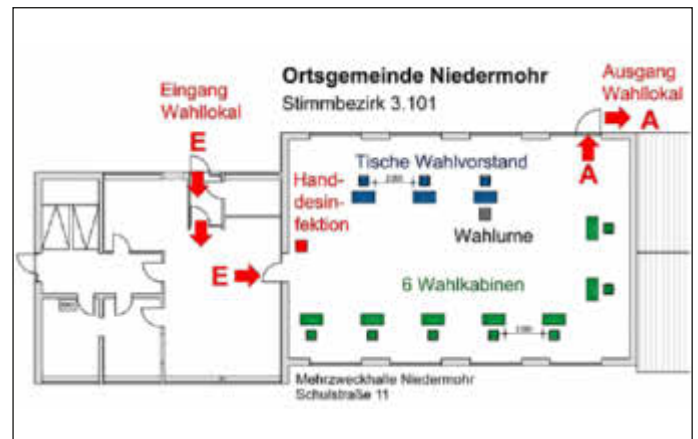 Ortsgemeinde Niedermohr
Stimmbezirk 3.101
Eingang
Wahllokal
E
Ausgang
Wahllokal
A
A
Tische Wahlvorstand
Hand-
desin-
fektion
Wahlurne
E
6 Wahlkabinen
Mehrzweckhalle Niedermohr
Schulstraße 11